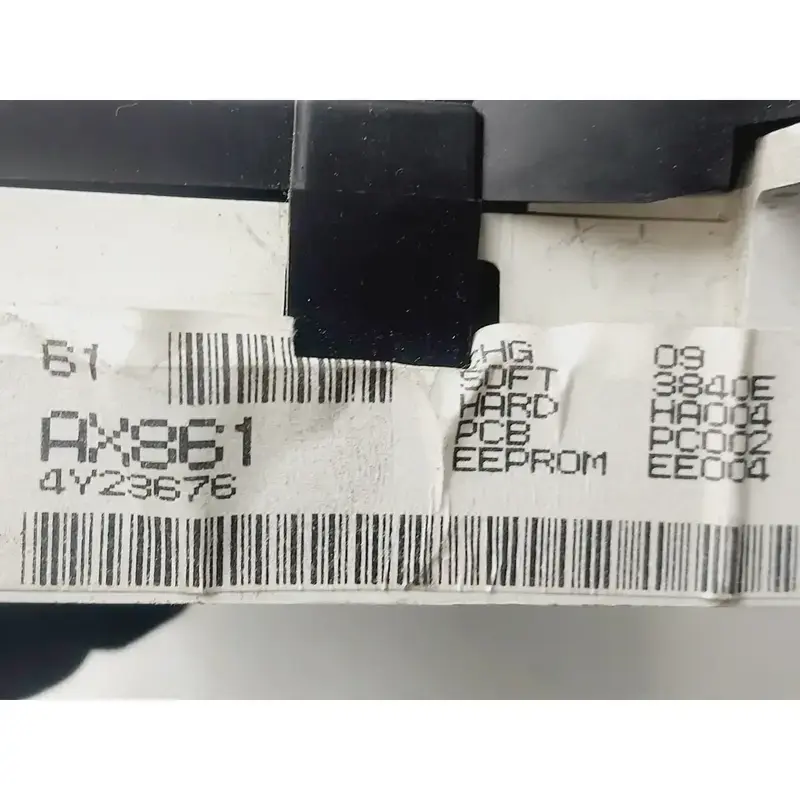 61
AX861
4Y23676
CHG 09
SOFT 3840E
HARD HA004
PCB PC002
EEPROM EE004